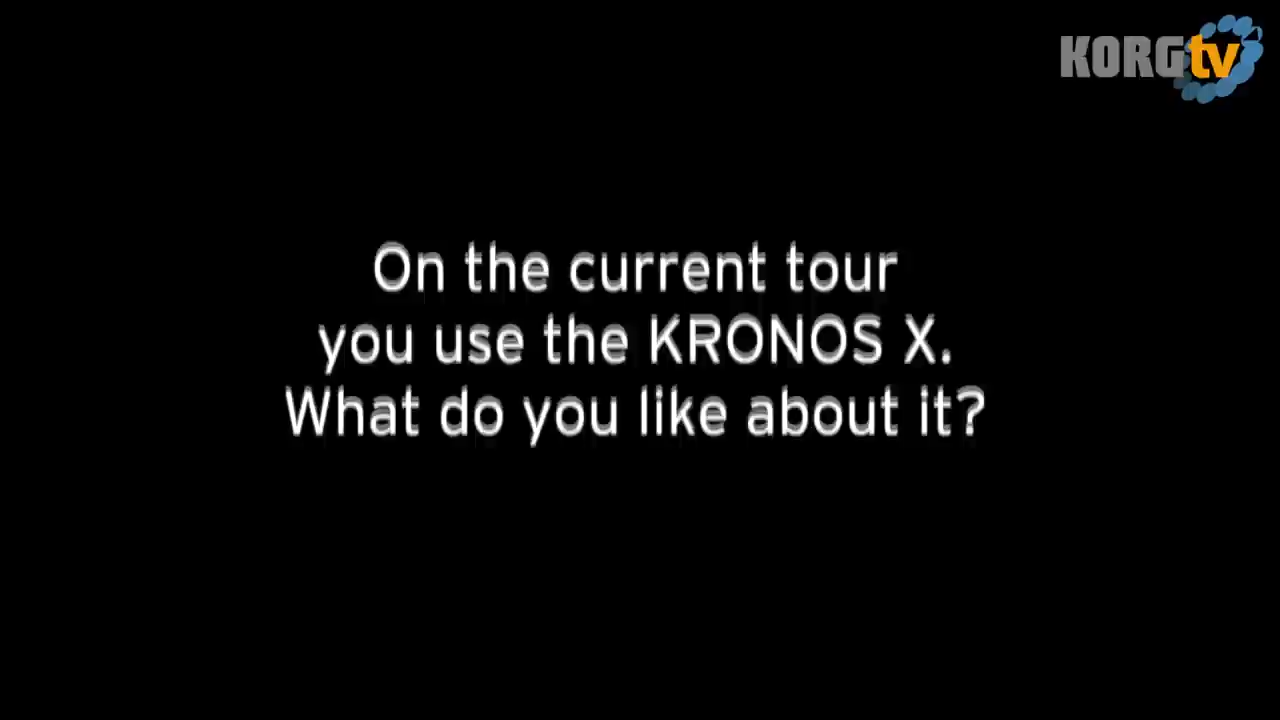 KORGtv
On the current tour
you use the KRONOS X.
What do you like about it?